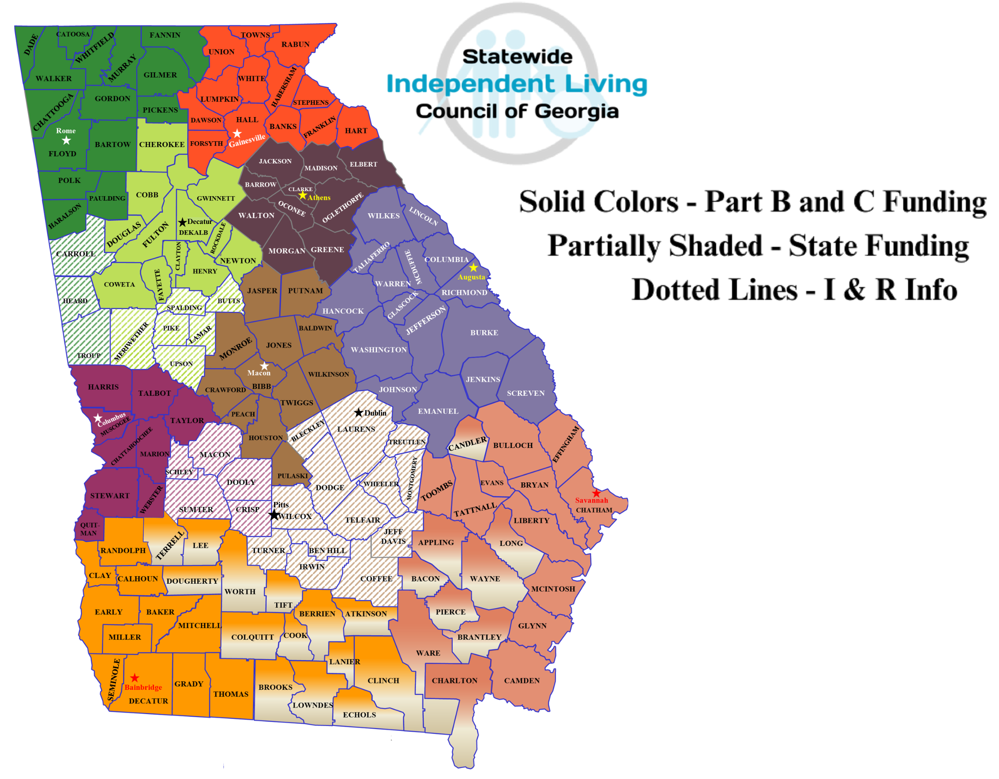 Statewide
Independent Living
Council of Georgia
Solid Colors - Part B and C Funding
Partially Shaded - State Funding
Dotted Lines - I & R Info
DADE
CATOOSA
WHITFIELD
FANNIN
TOWNS
RABUN
UNION
MURRAY
WALKER
GILMER
WHITE
HABERSHAM
CHATTOOGA
GORDON
LUMPKIN
STEPHENS
PICKENS
DAWSON
HALL
BANKS
FRANKLIN
HART
Rome
FLOYD
BARTOW
CHEROKEE
FORSYTH
Gainesville
JACKSON
MADISON
ELBERT
POLK
PAULDING
COBB
GWINNETT
BARROW
CLARKE
Athens
HARALSON
OCONEE
OGLETHORPE
WALTON
WILKES
LINCOLN
DOUGLAS
FULTON
Decatur
DEKALB
ROCKDALE
CARROLL
CLAYTON
NEWTON
MORGAN
GREENE
TALIAFERRO
MCDUFFIE
COLUMBIA
Augusta
COWETA
FAYETTE
HENRY
JASPER
PUTNAM
WARREN
RICHMOND
HEARD
SPALDING
BUTTS
HANCOCK
GLASCOCK
JEFFERSON
BURKE
TROUP
MERIWETHER
PIKE
LAMAR
MONROE
JONES
BALDWIN
WASHINGTON
UPSON
Macon
BIBB
WILKINSON
JENKINS
SCREVEN
HARRIS
TALBOT
CRAWFORD
TWIGGS
JOHNSON
EMANUEL
Columbus
MUSCOGEE
TAYLOR
PEACH
HOUSTON
BLECKLEY
Dublin
LAURENS
TREUTLEN
CANDLER
BULLOCH
EFFINGHAM
CHATTAHOOCHEE
MARION
MACON
SCHLEY
DOOLY
PULASKI
DODGE
WHEELER
MONTGOMERY
TOOMBS
EVANS
BRYAN
STEWART
WEBSTER
SUMTER
CRISP
Pitts
WILCOX
TELFAIR
TATTNALL
LIBERTY
Savannah
CHATHAM
QUIT-
MAN
RANDOLPH
TERRELL
LEE
TURNER
BEN HILL
JEFF
DAVIS
APPLING
LONG
CLAY
CALHOUN
DOUGHERTY
WORTH
IRWIN
COFFEE
BACON
WAYNE
MCINTOSH
EARLY
BAKER
MITCHELL
TIFT
BERRIEN
ATKINSON
PIERCE
GLYNN
MILLER
COLQUITT
COOK
BRANTLEY
WARE
LANIER
SEMINOLE
Bainbridge
DECATUR
GRADY
THOMAS
BROOKS
LOWNDES
ECHOLS
CLINCH
CHARLTON
CAMDEN